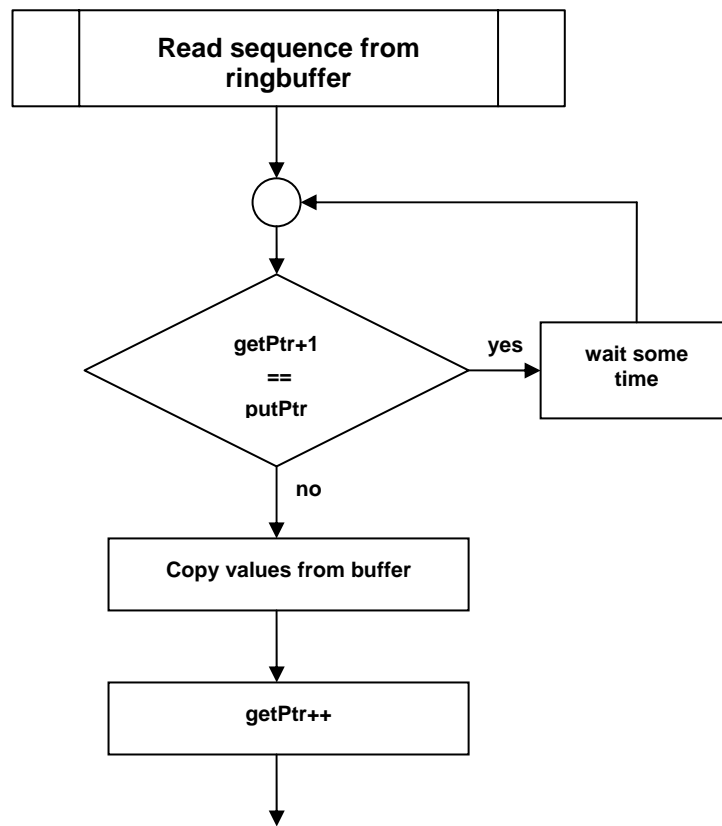 Read sequence from
ringbuffer
getPtr+1
==
putPtr
yes
wait some
time
no
Copy values from buffer
getPtr++